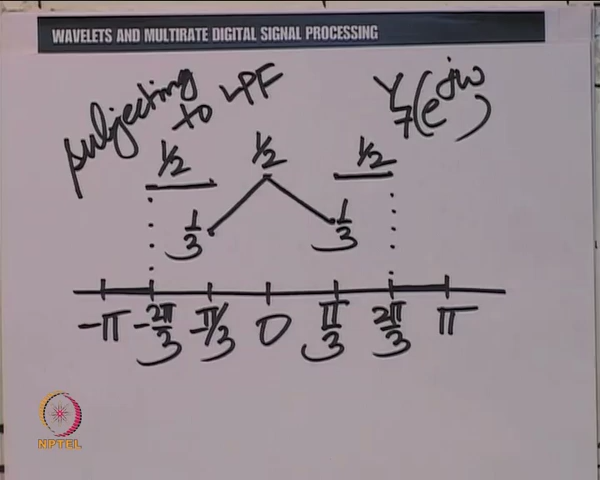 WAVELETS AND MULTIRATE DIGITAL SIGNAL PROCESSING
subjecting to LPF
Y₇(e^jω)
1/2 1/2 1/2
1/3 1/3
-π -2π/3 -π/3 0 π/3 2π/3 π
NPTEL